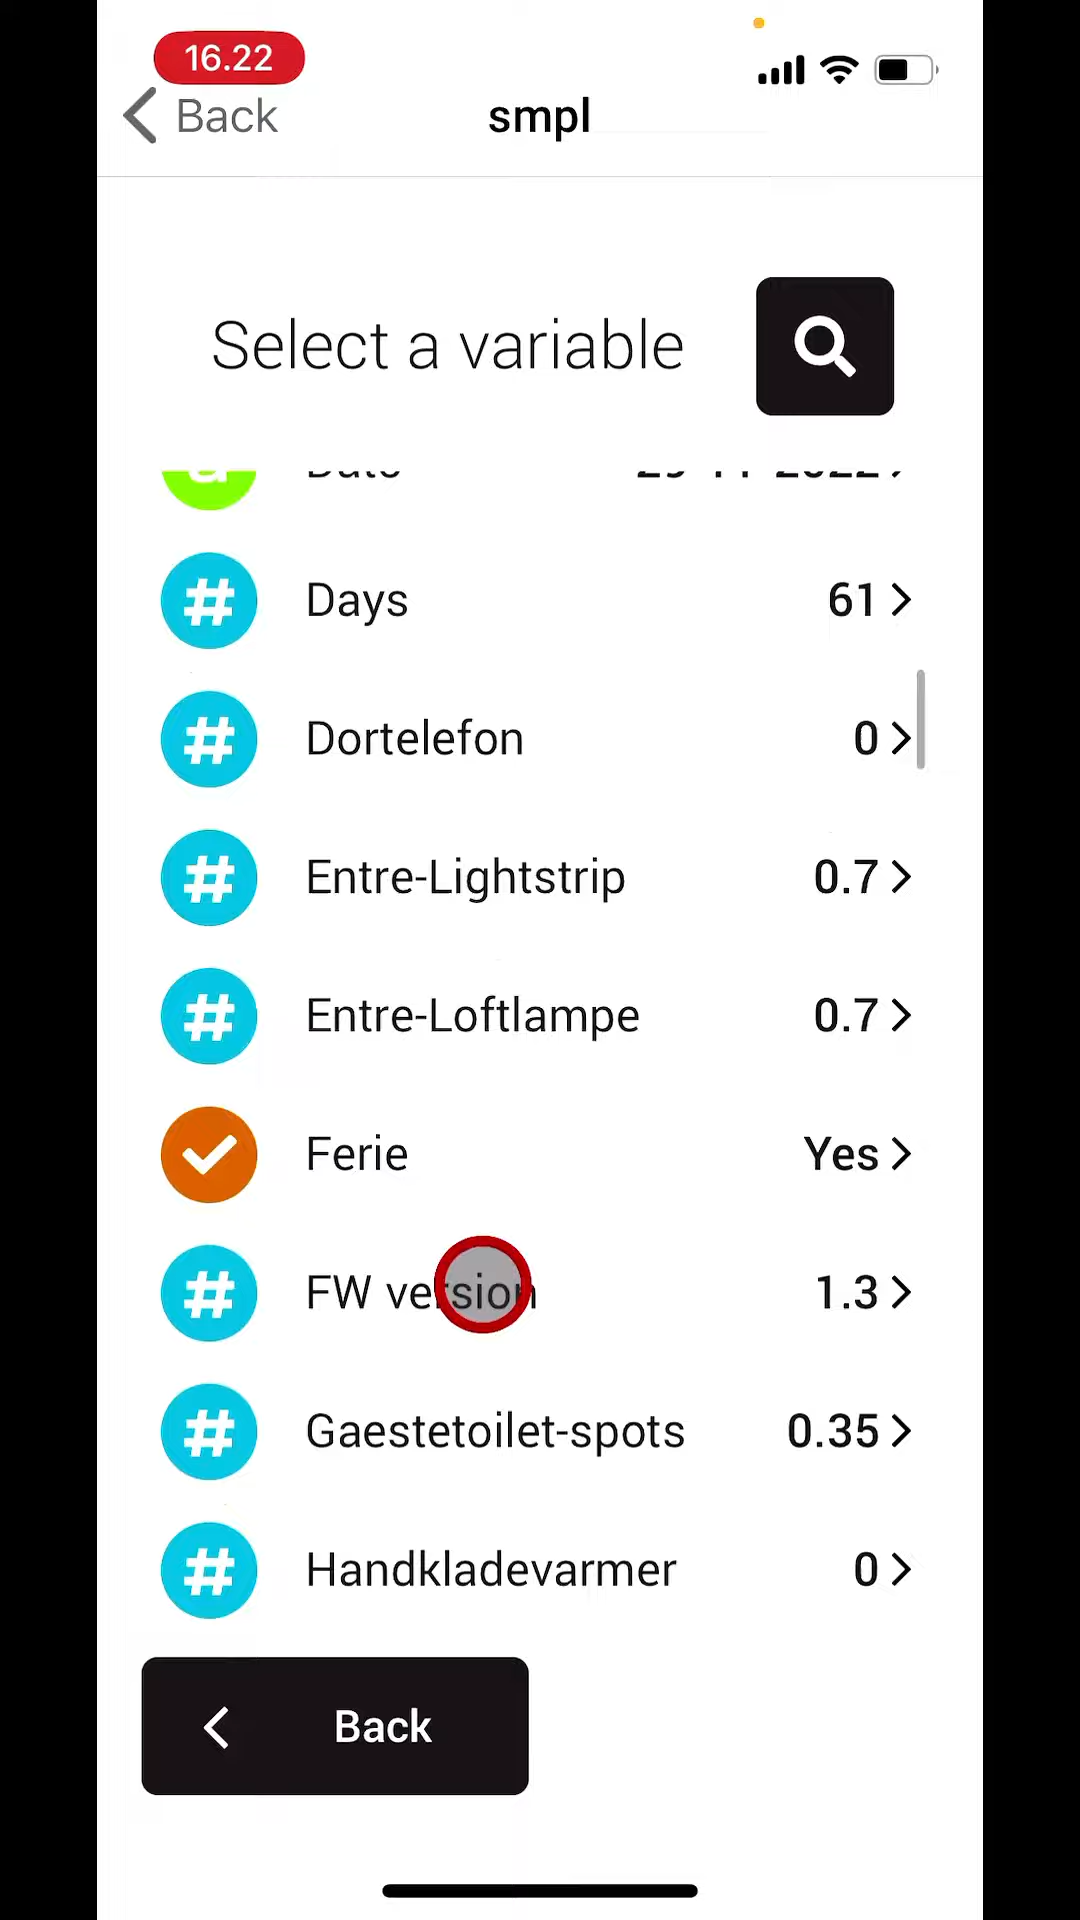 16.22
Back
smpl
Select a variable
Days 61
Dortelefon 0
Entre-Lightstrip 0.7
Entre-Loftlampe 0.7
Ferie Yes
FW version 1.3
Gaestetoilet-spots 0.35
Handkladevarmer 0
Back